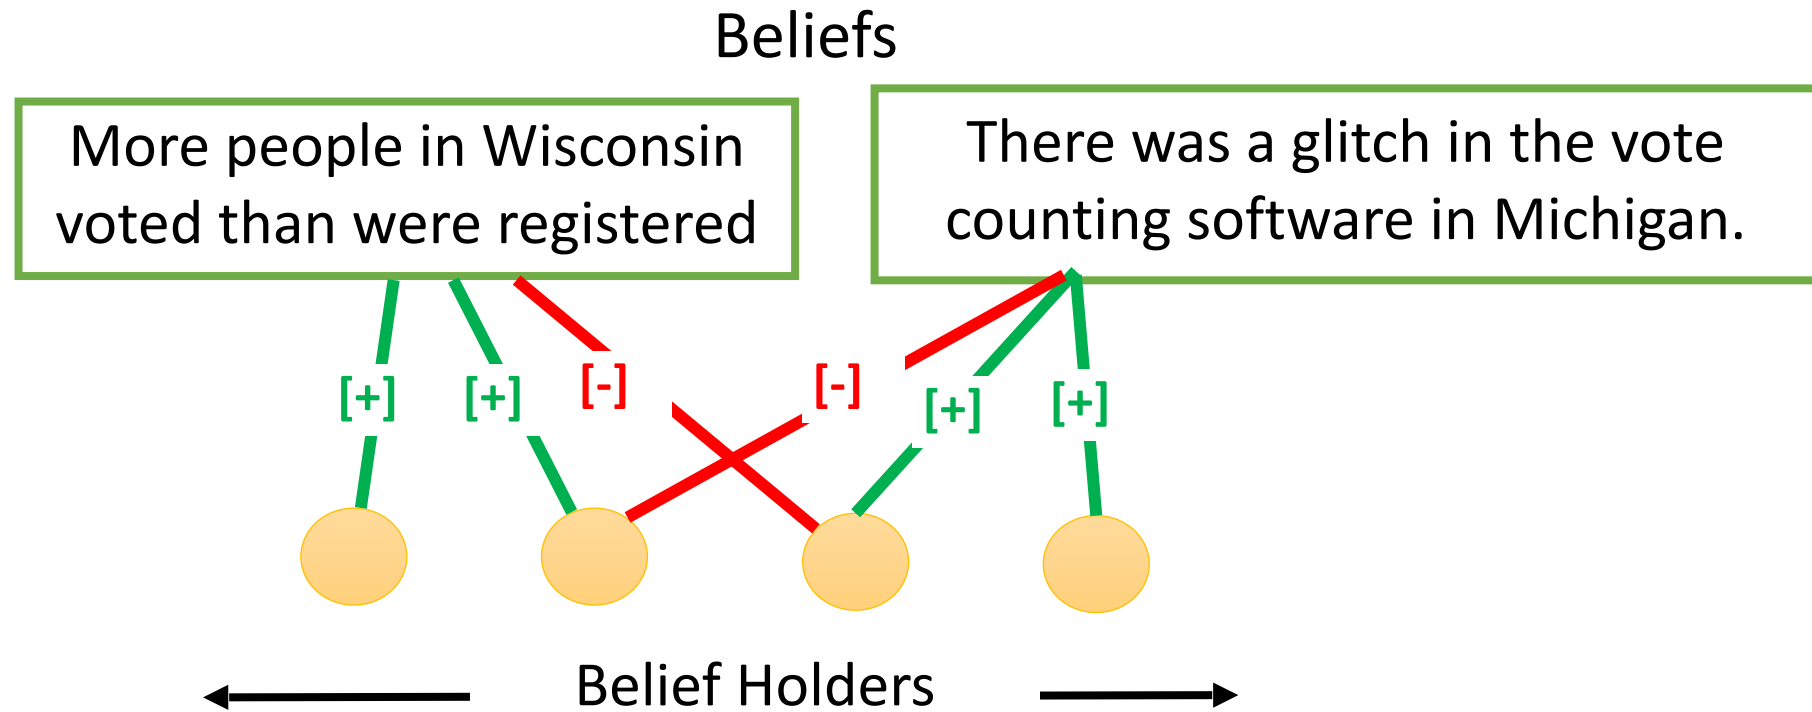 Beliefs
More people in Wisconsin
voted than were registered
There was a glitch in the vote
counting software in Michigan.
[+] [+] [-] [-] [+] [+]
Belief Holders